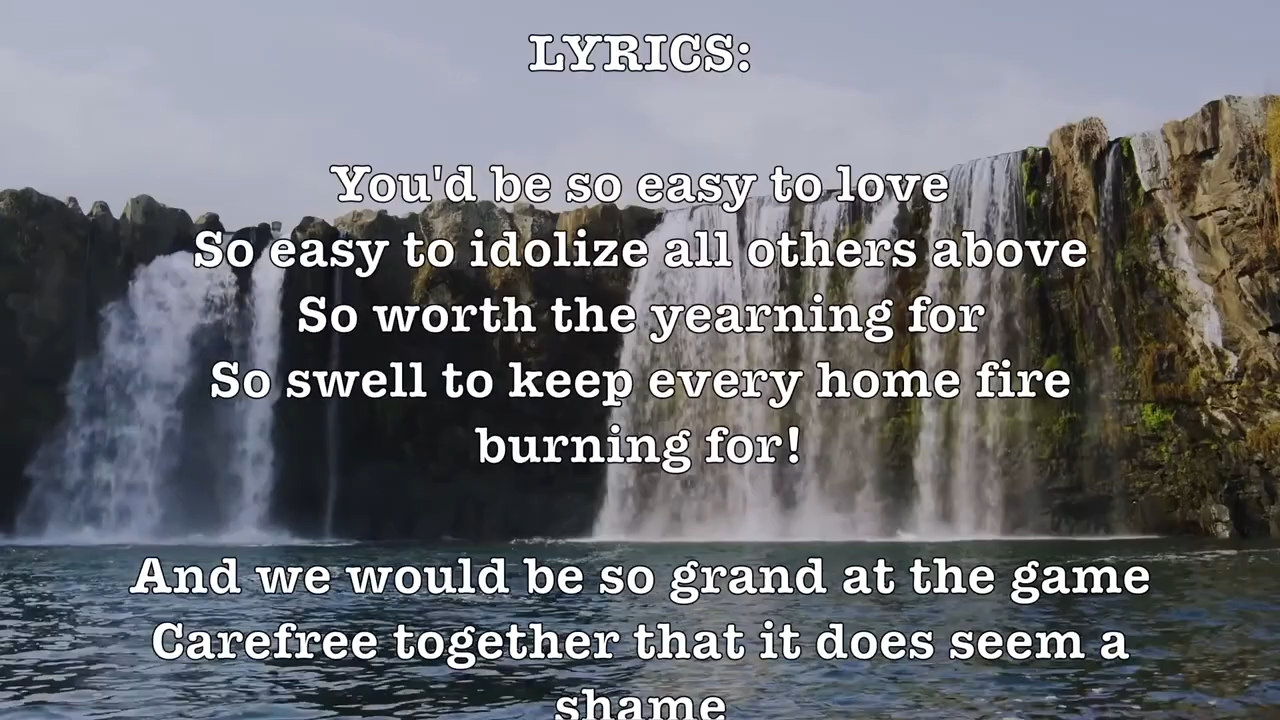 LYRICS:
You'd be so easy to love
So easy to idolize all others above
So worth the yearning for
So swell to keep every home fire
burning for!
And we would be so grand at the game
Carefree together that it does seem a
shame